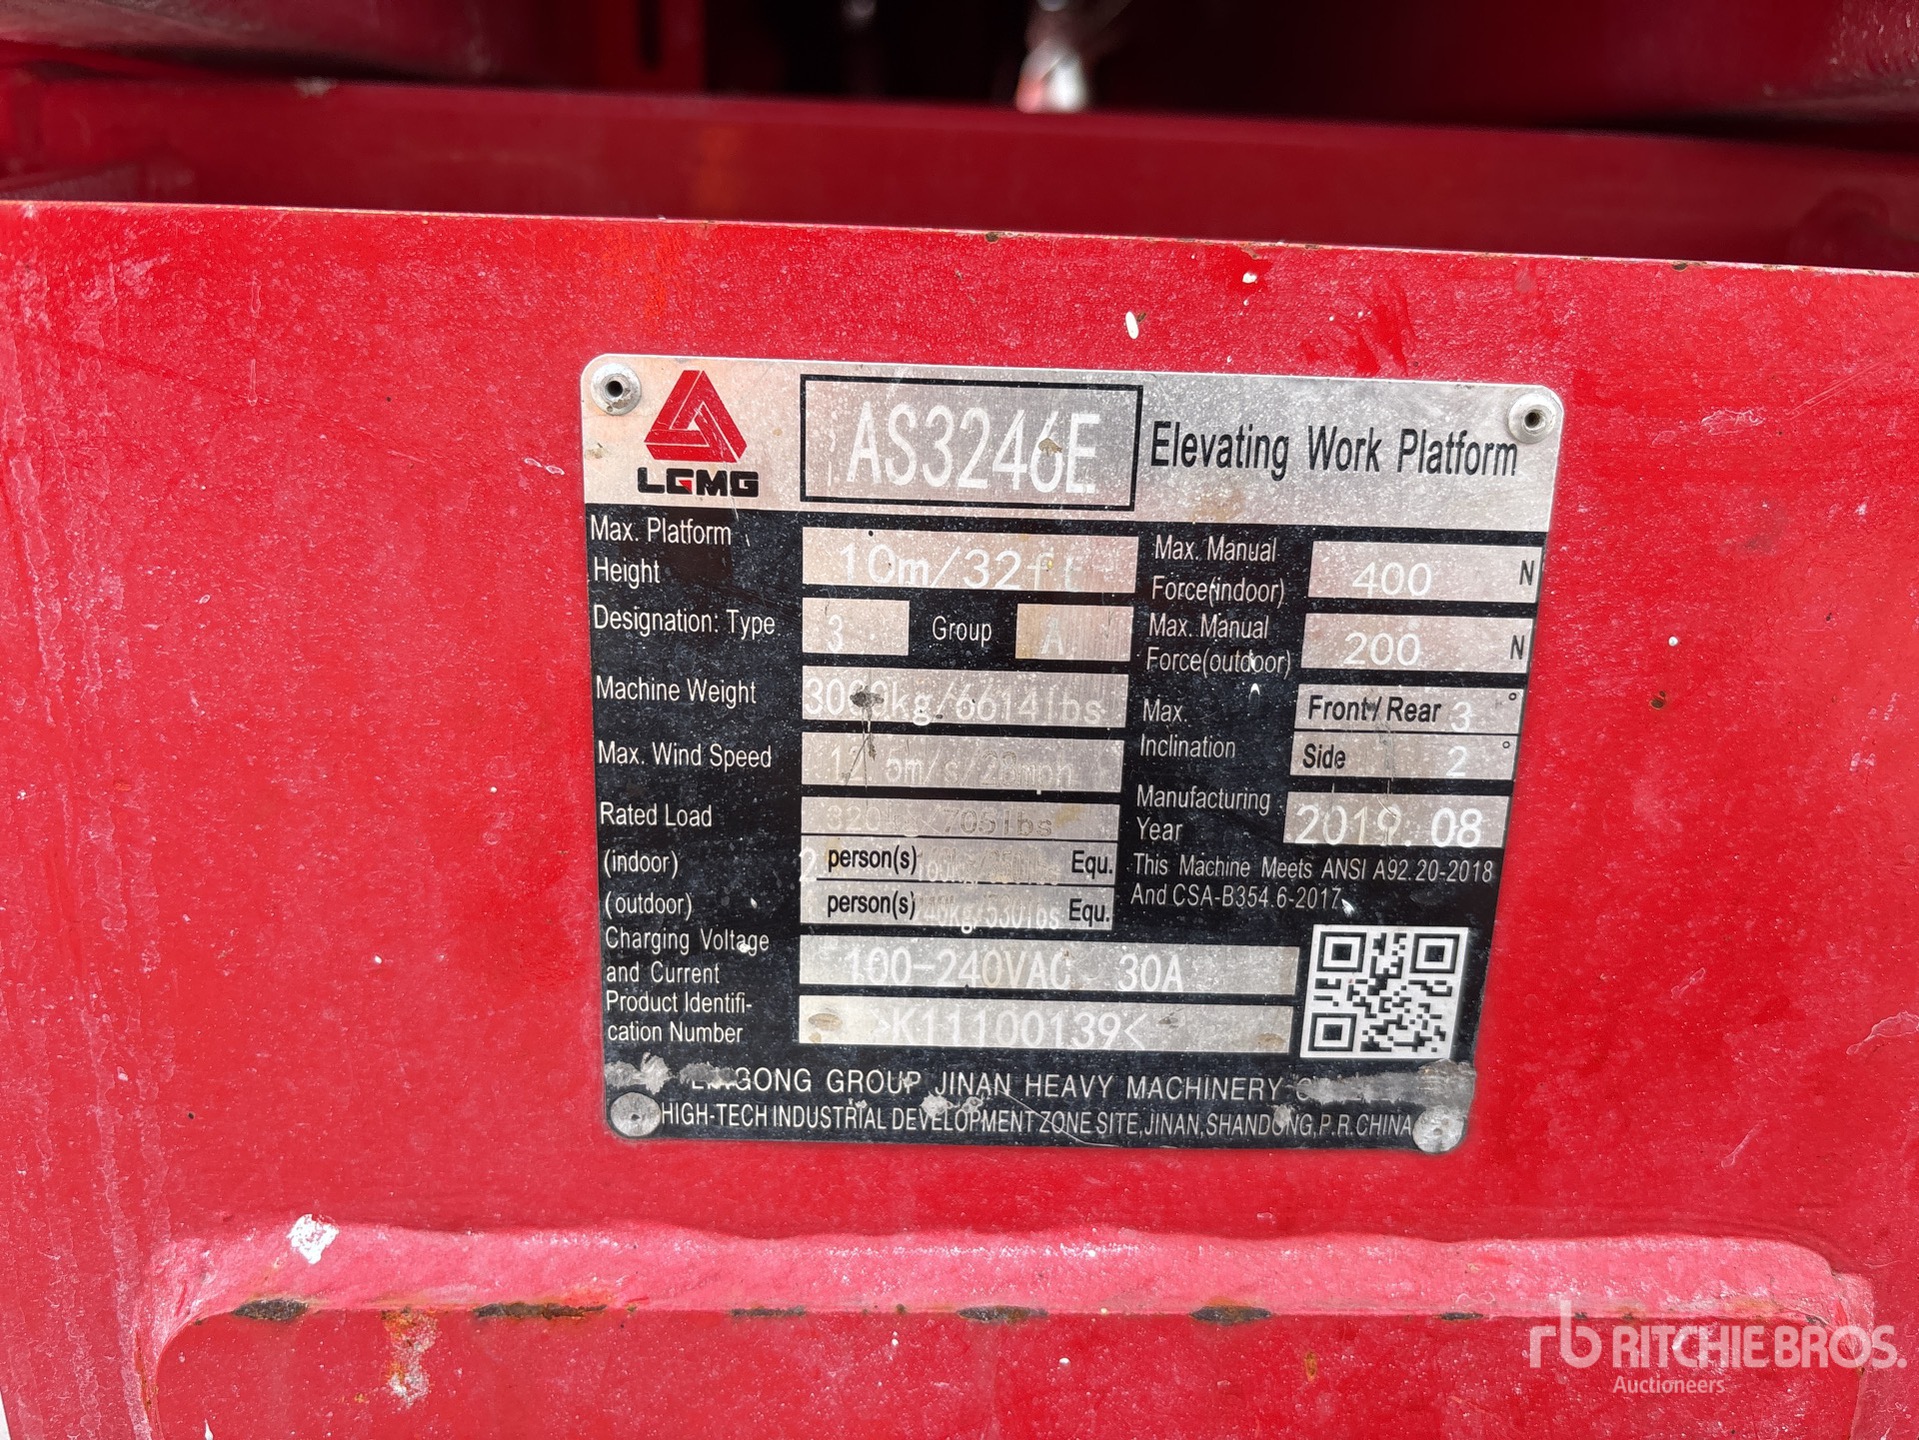 LGMG
AS3246E
Elevating Work Platform
Max. Platform Height 10m/32ft
Max. Manual Force(indoor) 400 N
Designation: Type 3 Group A
Max. Manual Force(outdoor) 200 N
Machine Weight /6614lbs
Max. Inclination Front/Rear 3°
Side 2°
Max. Wind Speed
Rated Load 320kg/705lbs
Manufacturing Year 2019.08
(indoor) 2 person(s) Equ.
(outdoor) person(s) Equ.
This Machine Meets ANSI A92.20-2018
And CSA-B354.6-2017.
Charging Voltage and Current 100-240VAC 30A
Product Identifi-
cation Number >K11100139<
GROUP JINAN HEAVY MACHINERY
HIGH-TECH INDUSTRIAL DEVELOPMENT ZONE SITE,JINAN,SHANDONG,P.R.CHINA
rb RITCHIE BROS.
Auctioneers